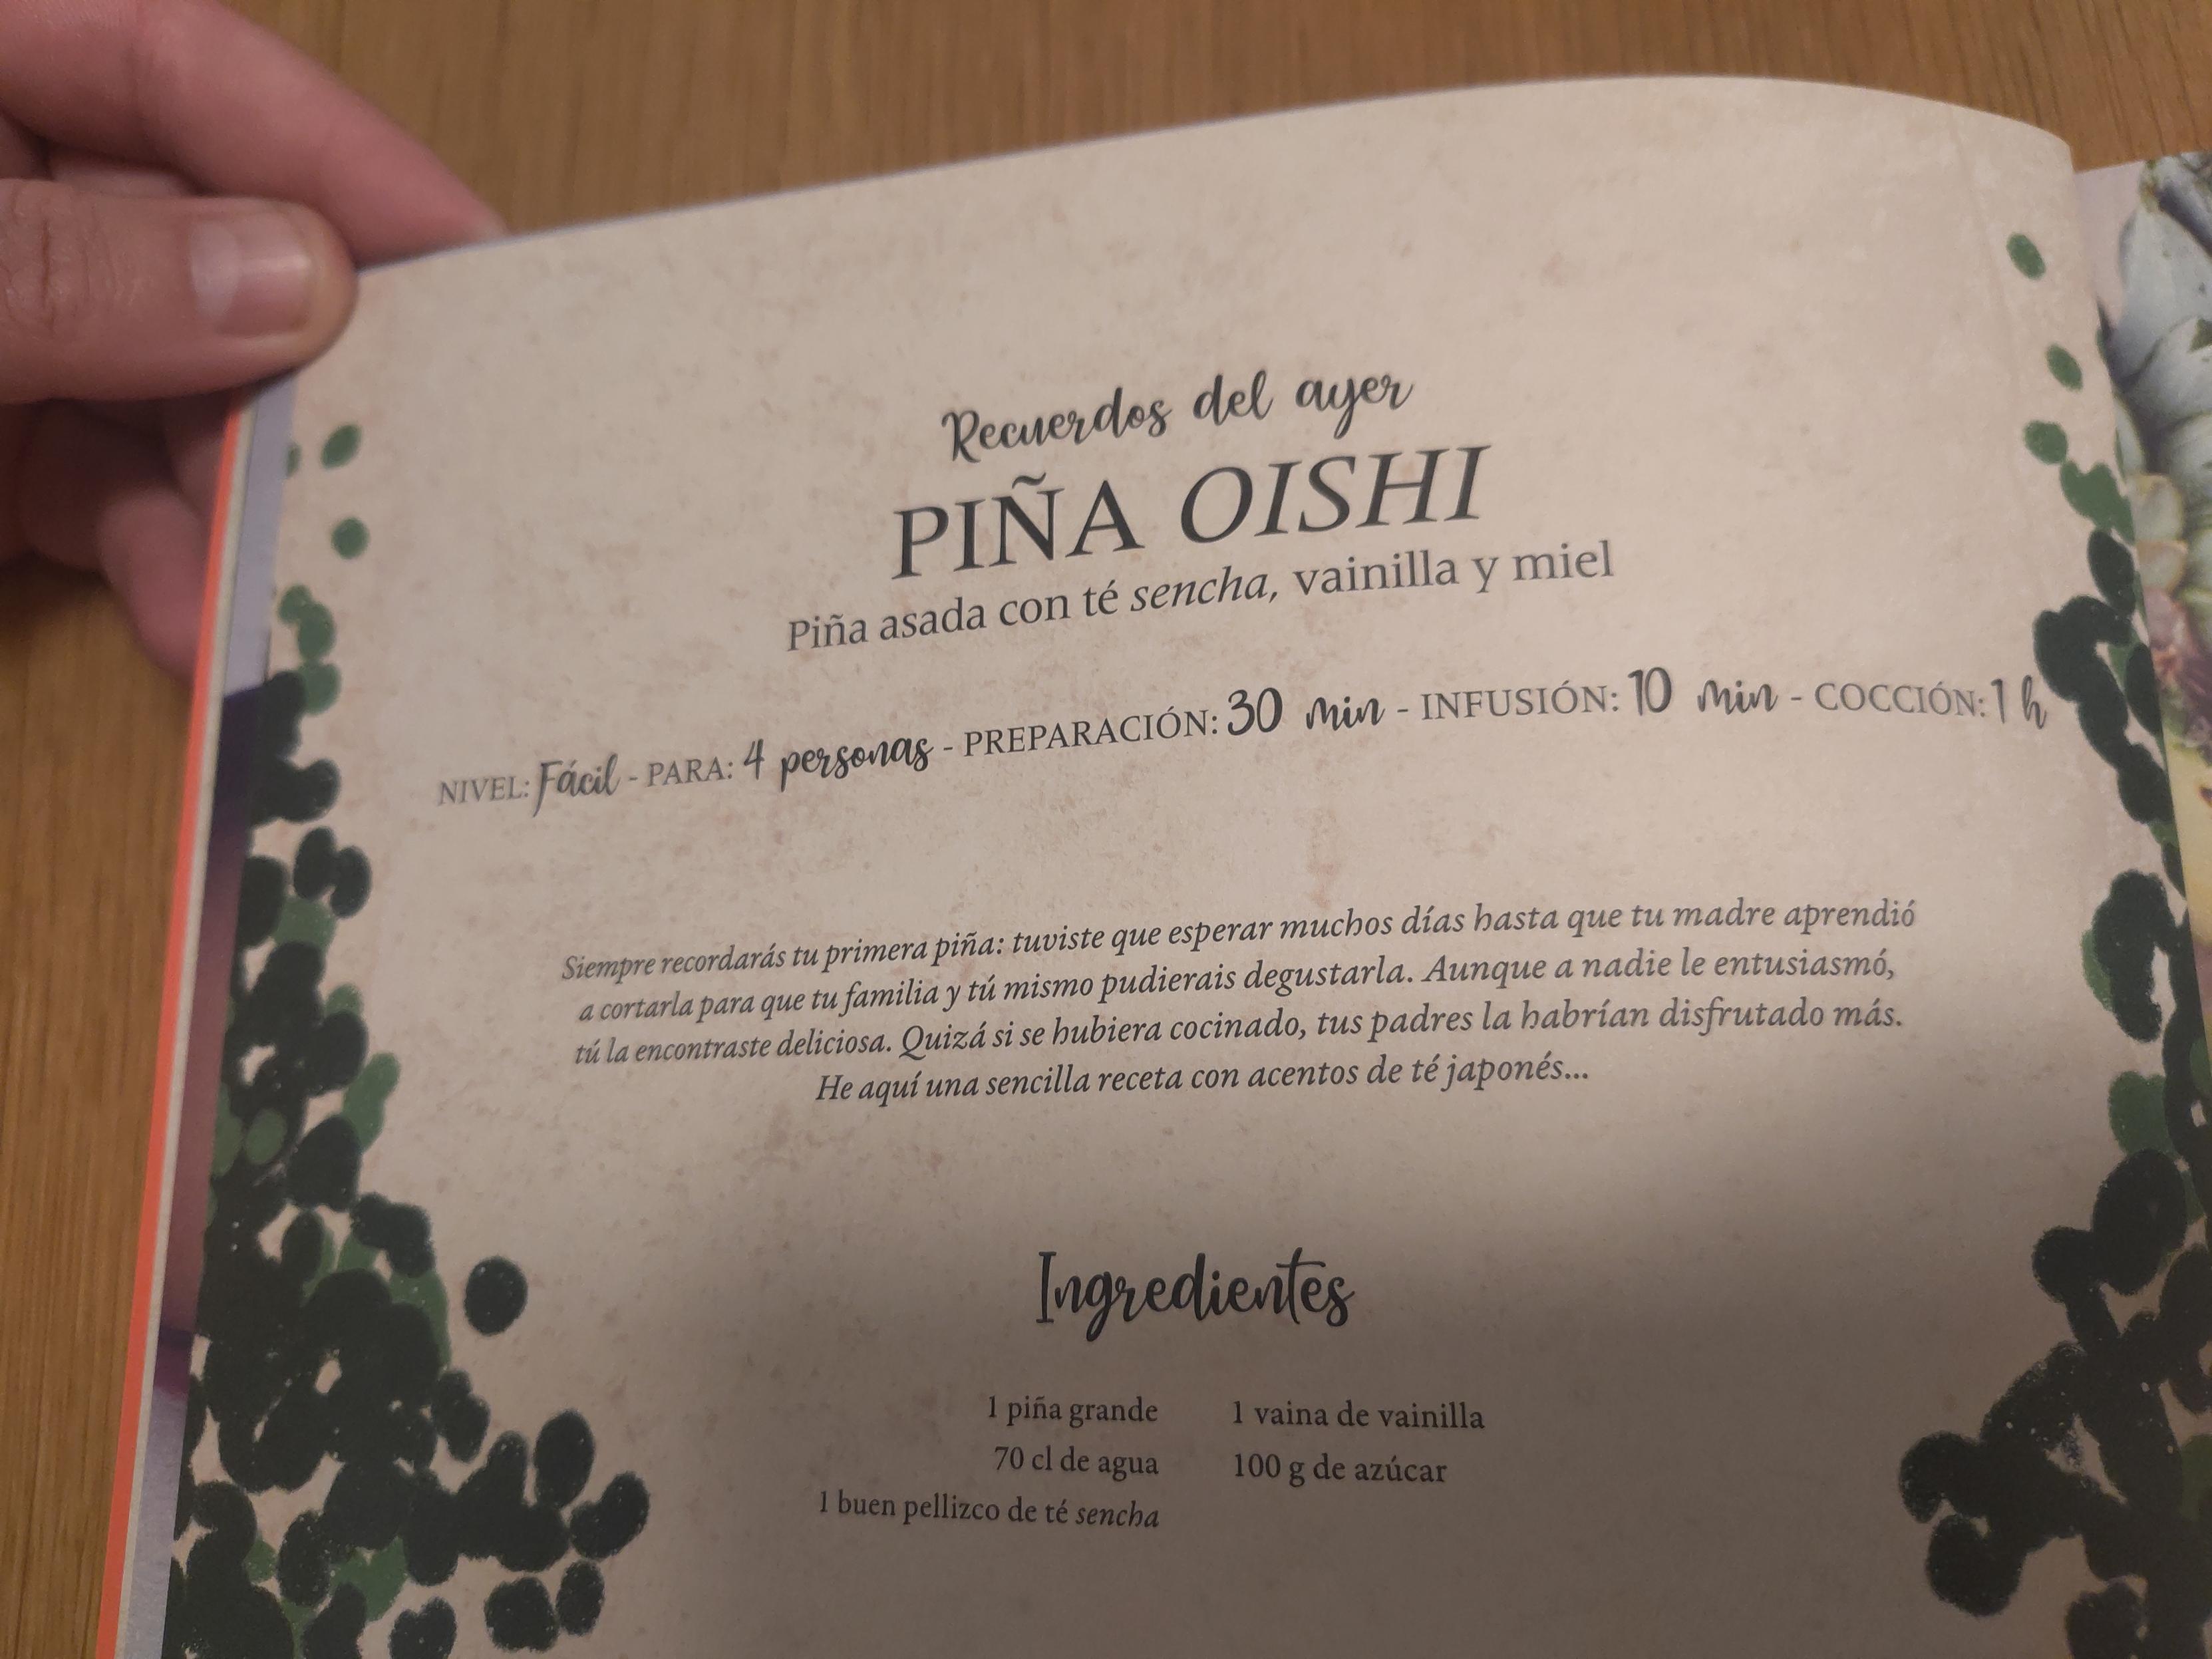 Recuerdos del ayer
PIÑA OISHI
Piña asada con té sencha, vainilla y miel
NIVEL: Fácil - PARA: 4 personas - PREPARACIÓN: 30 min - INFUSIÓN: 10 min - COCCIÓN: 1 h
Siempre recordarás tu primera piña: tuviste que esperar muchos días hasta que tu madre aprendió
a cortarla para que tu familia y tú mismo pudierais degustarla. Aunque a nadie le entusiasmó,
tú la encontraste deliciosa. Quizá si se hubiera cocinado, tus padres la habrían disfrutado más.
He aquí una sencilla receta con acentos de té japonés...
Ingredientes
1 piña grande
70 cl de agua
1 buen pellizco de té sencha
1 vaina de vainilla
100 g de azúcar